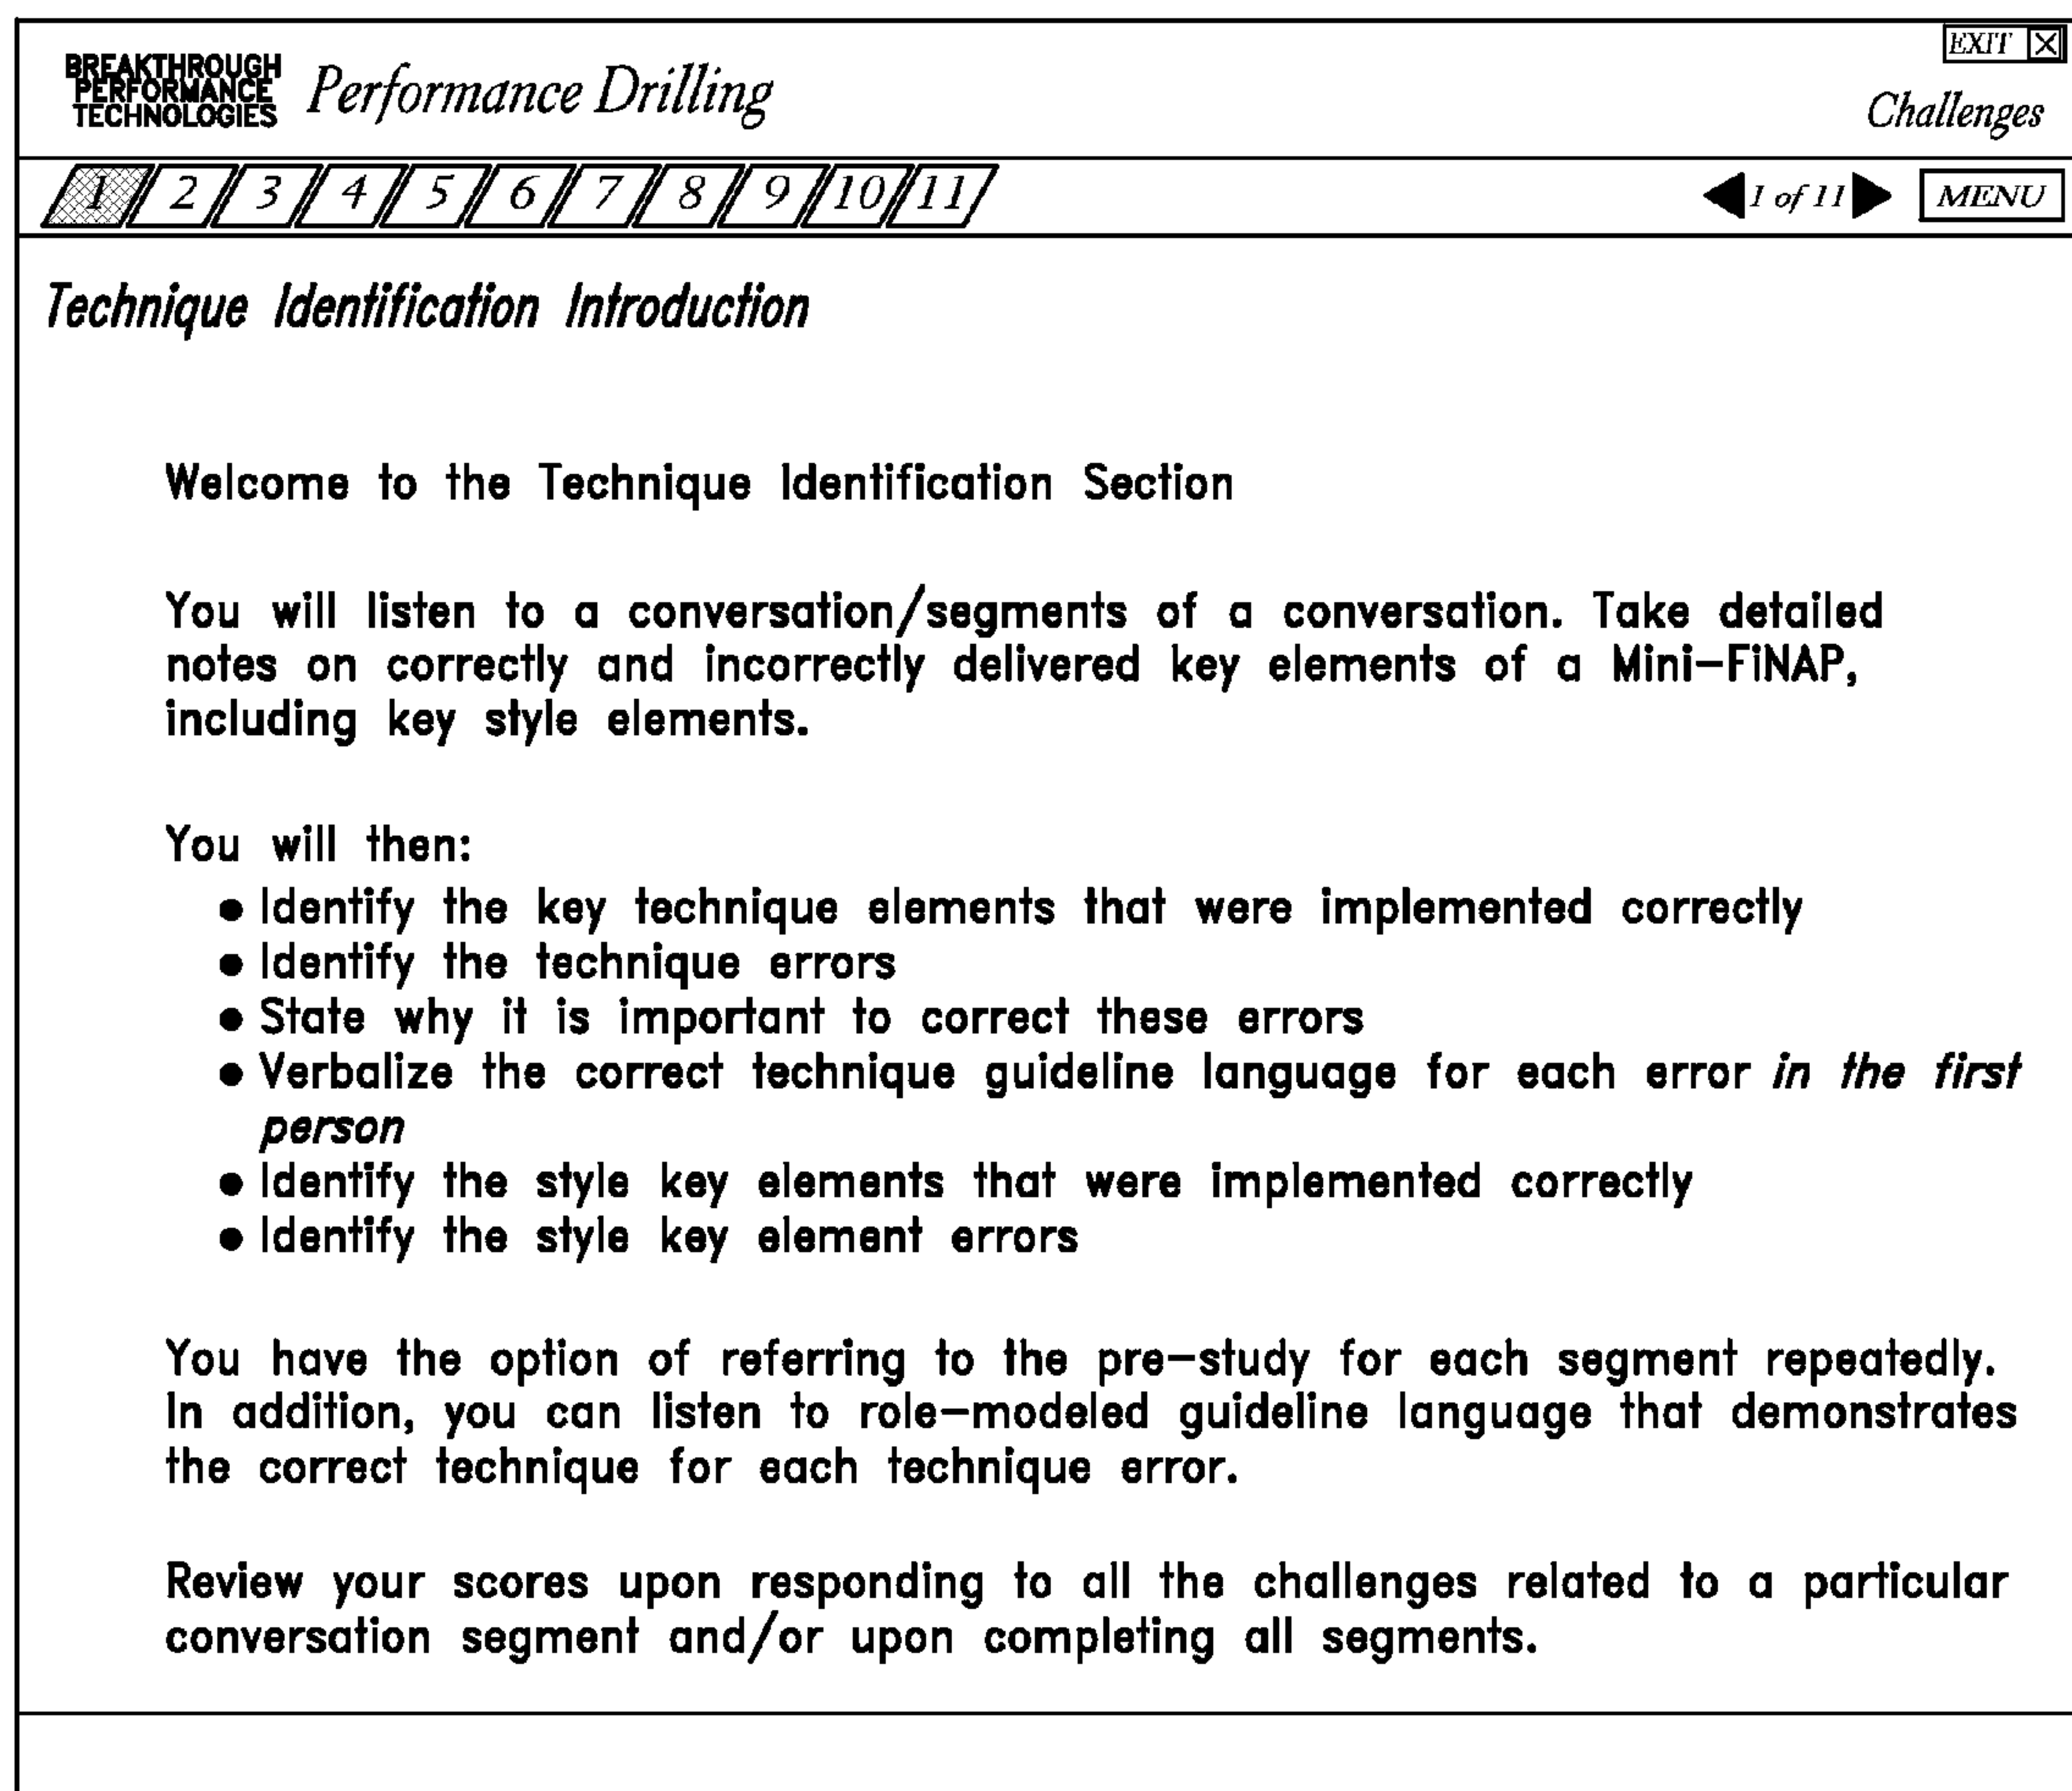 EXIT X
BREAKTHROUGH
PERFORMANCE
TECHNOLOGIES
Performance Drilling
Challenges
1 2 3 4 5 6 7 8 9 10 11
1 of 11
MENU
Technique Identification Introduction
Welcome to the Technique Identification Section
You will listen to a conversation/segments of a conversation. Take detailed
notes on correctly and incorrectly delivered key elements of a Mini-FiNAP,
including key style elements.
You will then:
● Identify the key technique elements that were implemented correctly
● Identify the technique errors
● State why it is important to correct these errors
● Verbalize the correct technique guideline language for each error in the first
person
● Identify the style key elements that were implemented correctly
● Identify the style key element errors
You have the option of referring to the pre-study for each segment repeatedly.
In addition, you can listen to role-modeled guideline language that demonstrates
the correct technique for each technique error.
Review your scores upon responding to all the challenges related to a particular
conversation segment and/or upon completing all segments.